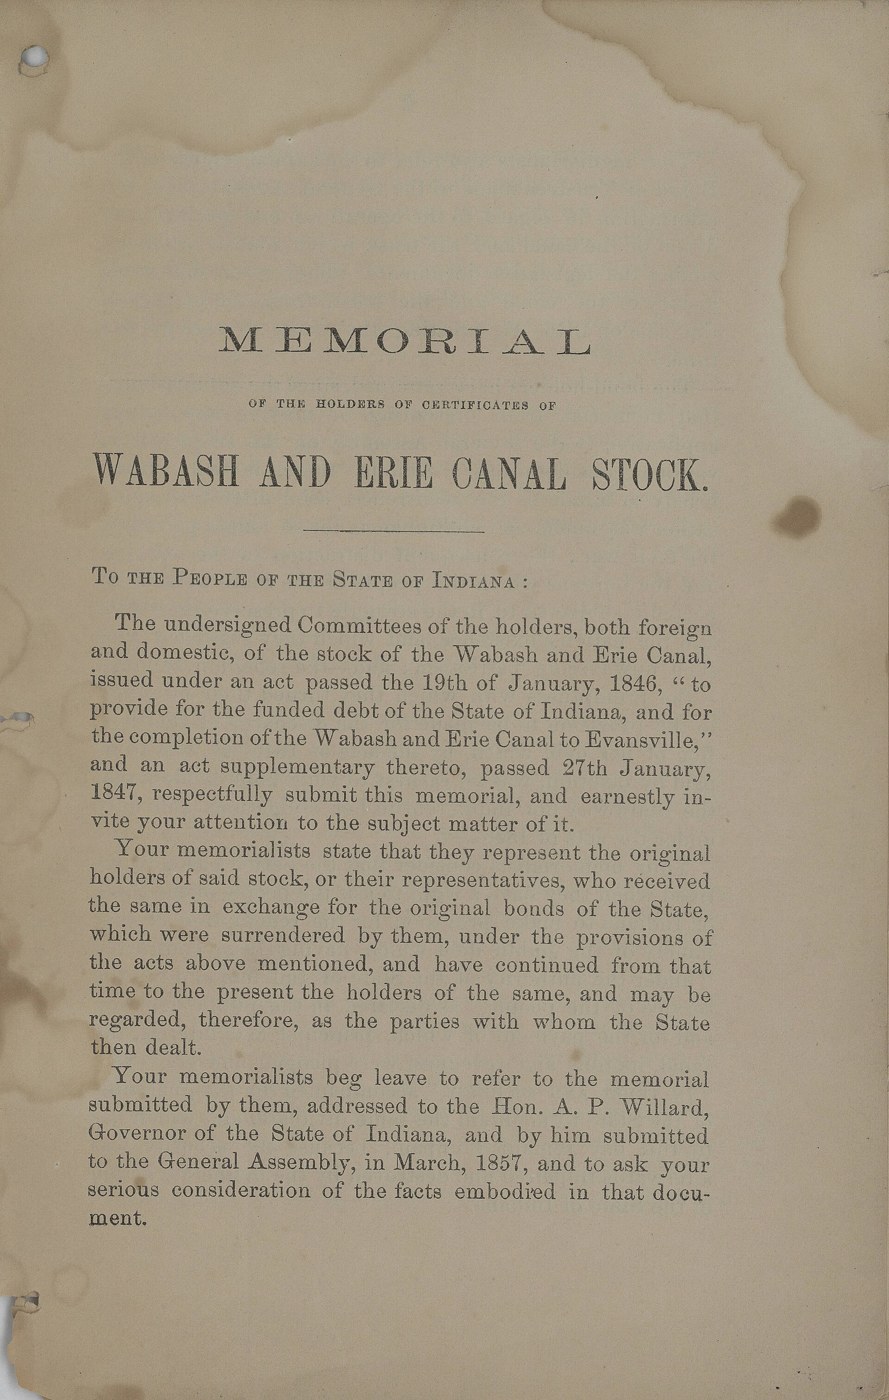 MEMORIAL
OF THE HOLDERS OF CERTIFICATES OF
WABASH AND ERIE CANAL STOCK.
To the People of the State of Indiana :
The undersigned Committees of the holders, both foreign
and domestic, of the stock of the Wabash and Erie Canal,
issued under an act passed the 19th of January, 1846, “ to
provide for the funded debt of the State of Indiana, and for
the completion of the Wabash and Erie Canal to Evansville,”
and an act supplementary thereto, passed 27th January,
1847, respectfully submit this memorial, and earnestly in-
vite your attention to the subject matter of it.
Your memorialists state that they represent the original
holders of said stock, or their representatives, who received
the same in exchange for the original bonds of the State,
which were surrendered by them, under the provisions of
the acts above mentioned, and have continued from that
time to the present the holders of the same, and may be
regarded, therefore, as the parties with whom the State
then dealt.
Your memorialists beg leave to refer to the memorial
submitted by them, addressed to the Hon. A. P. Willard,
Governor of the State of Indiana, and by him submitted
to the General Assembly, in March, 1857, and to ask your
serious consideration of the facts embodied in that docu-
ment.